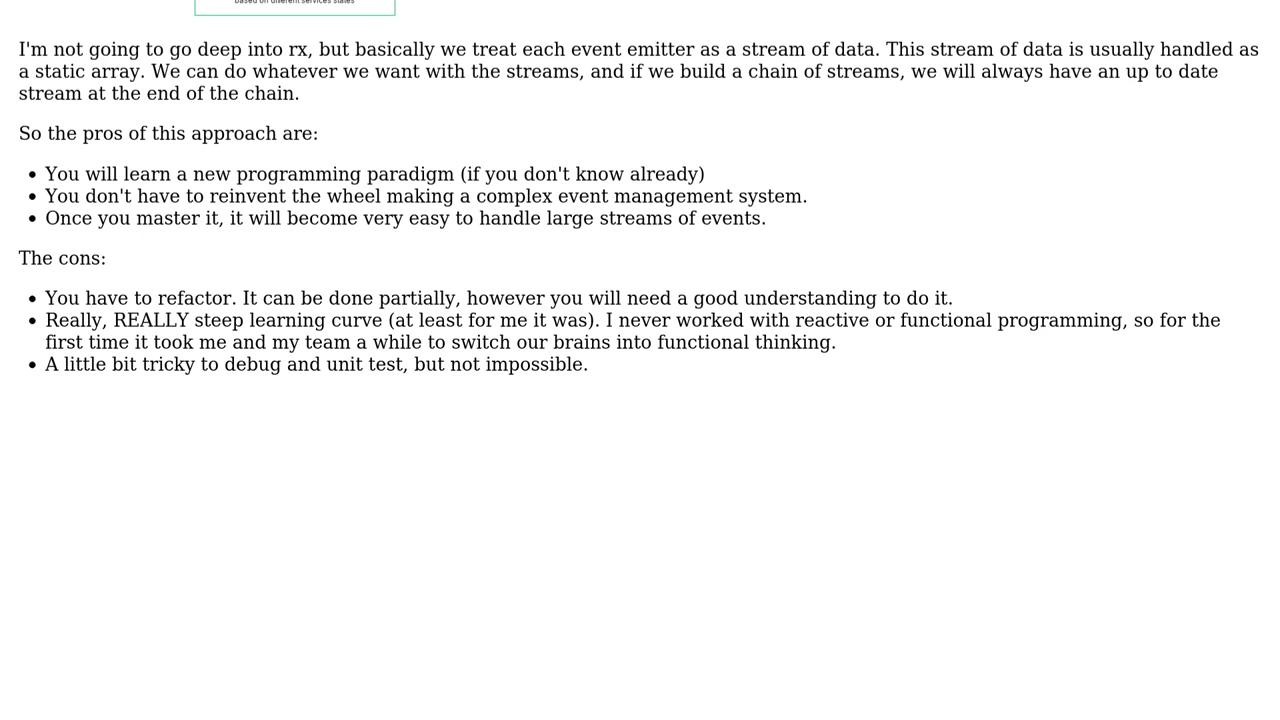 based on different services states
I'm not going to go deep into rx, but basically we treat each event emitter as a stream of data. This stream of data is usually handled as
a static array. We can do whatever we want with the streams, and if we build a chain of streams, we will always have an up to date
stream at the end of the chain.
So the pros of this approach are:
• You will learn a new programming paradigm (if you don't know already)
• You don't have to reinvent the wheel making a complex event management system.
• Once you master it, it will become very easy to handle large streams of events.
The cons:
• You have to refactor. It can be done partially, however you will need a good understanding to do it.
• Really, REALLY steep learning curve (at least for me it was). I never worked with reactive or functional programming, so for the
first time it took me and my team a while to switch our brains into functional thinking.
• A little bit tricky to debug and unit test, but not impossible.